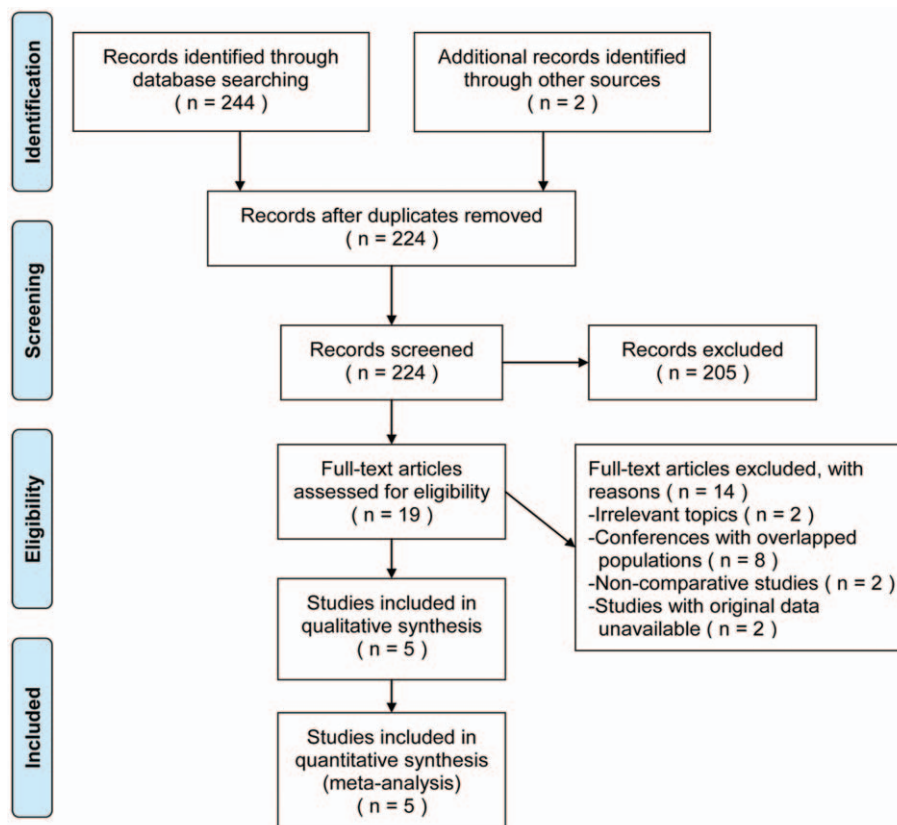 Identification
Records identified through
database searching
( n = 244 )
Additional records identified
through other sources
( n = 2 )
Records after duplicates removed
( n = 224 )
Screening
Records screened
( n = 224 )
Records excluded
( n = 205 )
Eligibility
Full-text articles
assessed for eligibility
( n = 19 )
Full-text articles excluded, with
reasons ( n = 14 )
-Irrelevant topics ( n = 2 )
-Conferences with overlapped
populations ( n = 8 )
-Non-comparative studies ( n = 2 )
-Studies with original data
unavailable ( n = 2 )
Studies included in
qualitative synthesis
( n = 5 )
Included
Studies included in
quantitative synthesis
(meta-analysis)
( n = 5 )